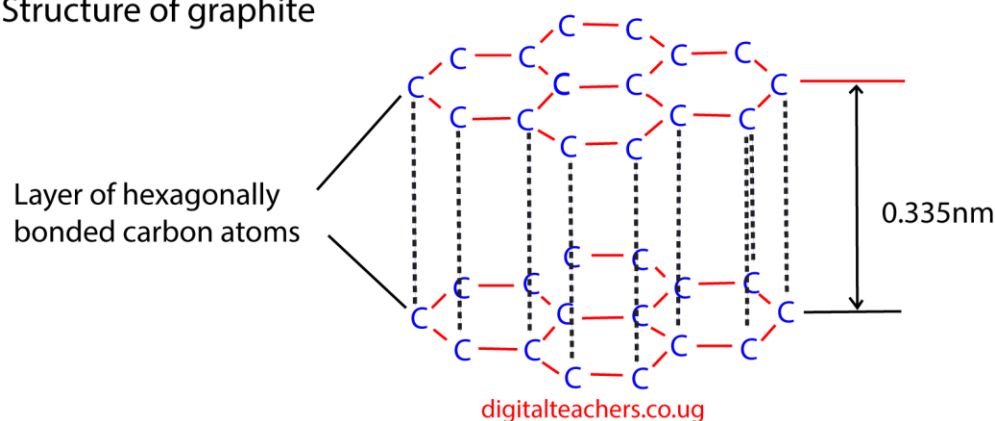 Structure of graphite
C C
C C C C
C C C C
C C C C
C C
Layer of hexagonally
bonded carbon atoms
0.335nm
C C
C C C C
C C C C
C C C C
C C
digitalteachers.co.ug